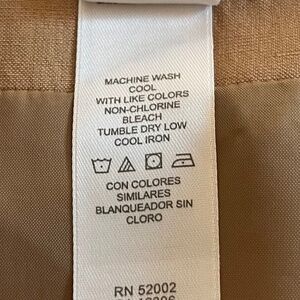 MACHINE WASH
COOL
WITH LIKE COLORS
NON-CHLORINE
BLEACH
TUMBLE DRY LOW
COOL IRON
CON COLORES
SIMILARES
BLANQUEADOR SIN
CLORO
RN 52002